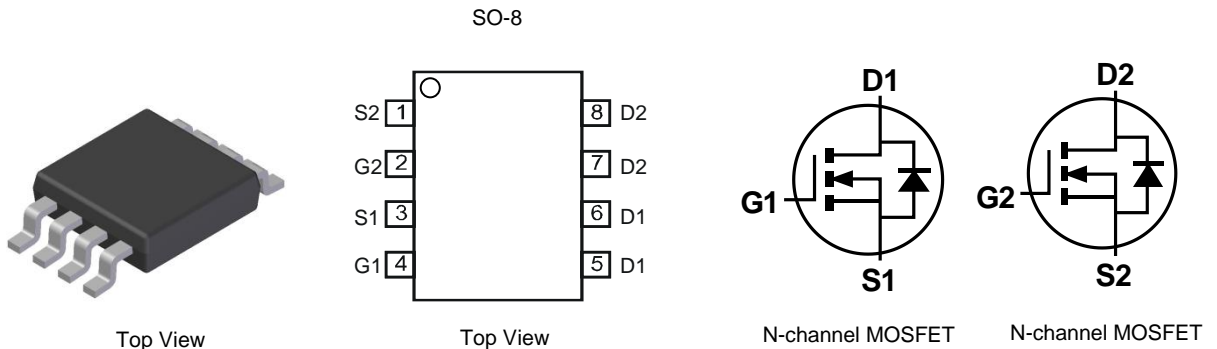 SO-8
S2 1
G2 2
S1 3
G1 4
8 D2
7 D2
6 D1
5 D1
D1
G1
S1
D2
G2
S2
Top View
Top View
N-channel MOSFET
N-channel MOSFET